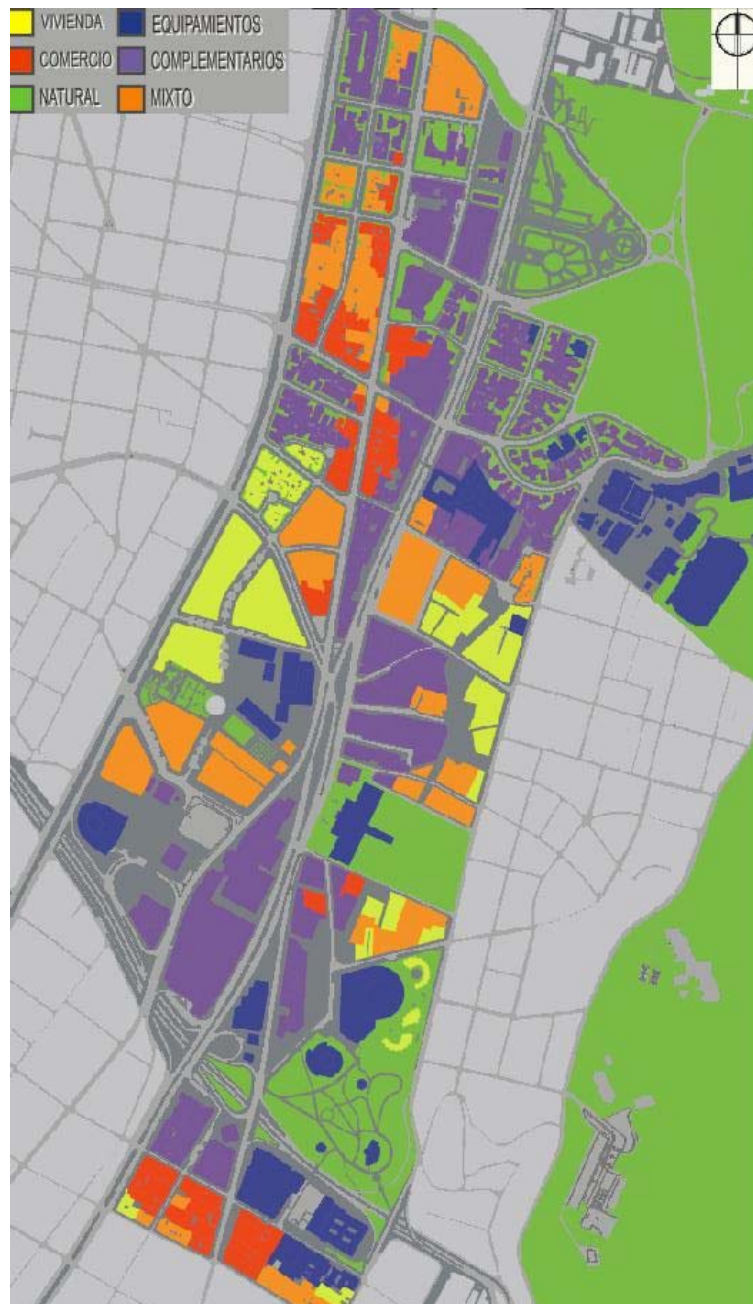 VIVIENDA
EQUIPAMIENTOS
COMERCIO
COMPLEMENTARIOS
NATURAL
MIXTO